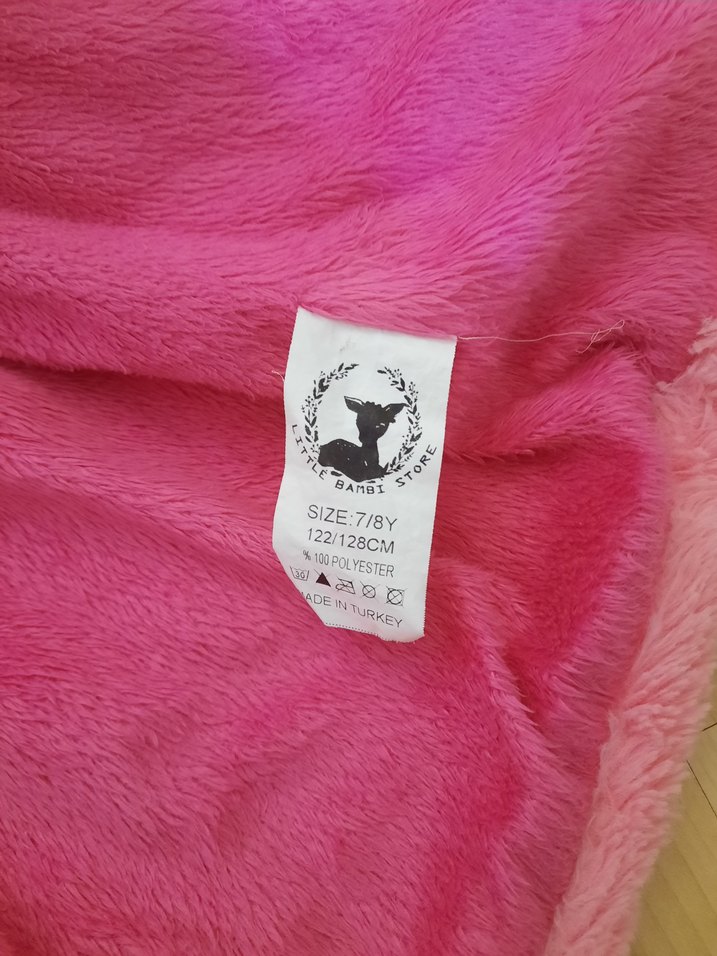 LITTLE BAMBI STORE
SIZE:7/8Y
122/128CM
% 100 POLYESTER
30
MADE IN TURKEY